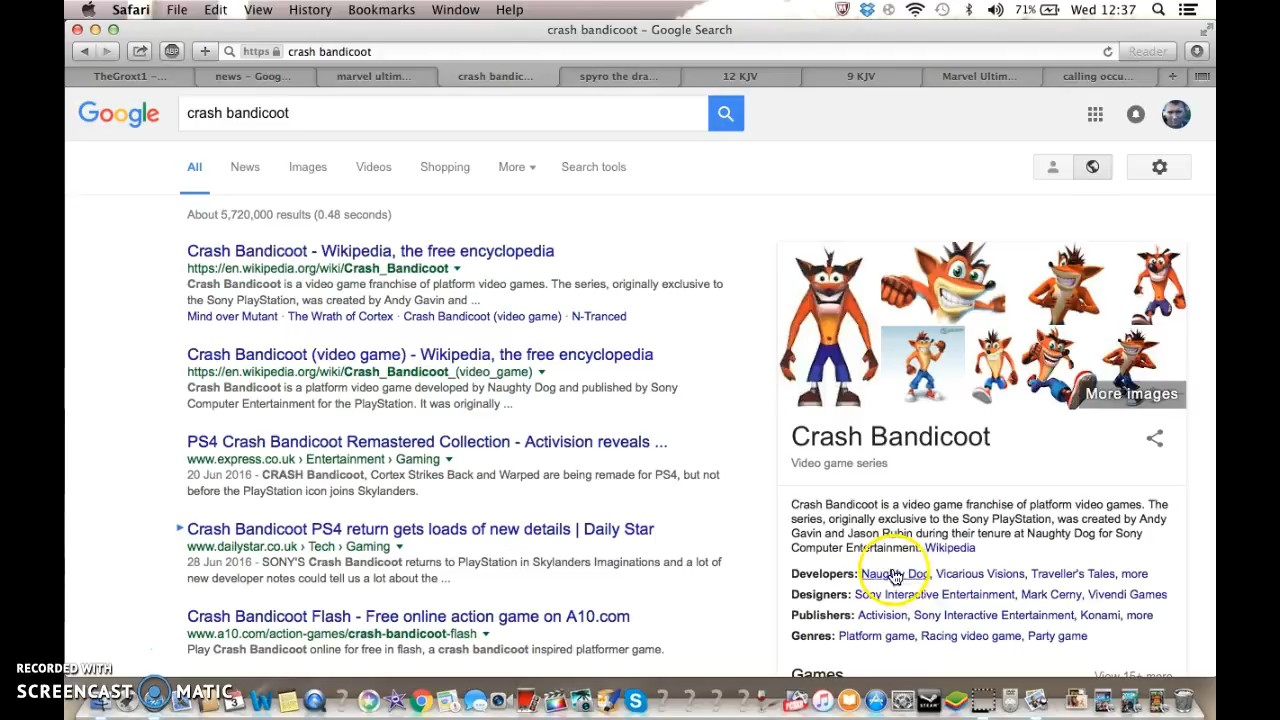 Safari File Edit View History Bookmarks Window Help 71% Wed 12:37
crash bandicoot – Google Search
ABP + https crash bandicoot Reader
TheGroxt1 –... news – Goog... marvel ultim... crash bandic... spyro the dra... 12 KJV 9 KJV Marvel Ultim... calling occu... +
Google crash bandicoot
All News Images Videos Shopping More Search tools
About 5,720,000 results (0.48 seconds)
Crash Bandicoot - Wikipedia, the free encyclopedia
https://en.wikipedia.org/wiki/Crash_Bandicoot
Crash Bandicoot is a video game franchise of platform video games. The series, originally exclusive to
the Sony PlayStation, was created by Andy Gavin and ...
Mind over Mutant · The Wrath of Cortex · Crash Bandicoot (video game) · N-Tranced
Crash Bandicoot (video game) - Wikipedia, the free encyclopedia
https://en.wikipedia.org/wiki/Crash_Bandicoot_(video_game)
Crash Bandicoot is a platform video game developed by Naughty Dog and published by Sony
Computer Entertainment for the PlayStation. It was originally ...
PS4 Crash Bandicoot Remastered Collection - Activision reveals ...
www.express.co.uk › Entertainment › Gaming
20 Jun 2016 - CRASH Bandicoot, Cortex Strikes Back and Warped are being remade for PS4, but not
before the PlayStation icon joins Skylanders.
Crash Bandicoot PS4 return gets loads of new details | Daily Star
www.dailystar.co.uk › Tech › Gaming
28 Jun 2016 - SONY'S Crash Bandicoot returns to PlayStation in Skylanders Imaginations and a lot of
new developer notes could tell us a lot about the ...
Crash Bandicoot Flash - Free online action game on A10.com
www.a10.com/action-games/crash-bandicoot-flash
Play Crash Bandicoot online for free in flash, a crash bandicoot inspired platformer game.
More images
Crash Bandicoot
Video game series
Crash Bandicoot is a video game franchise of platform video games. The
series, originally exclusive to the Sony PlayStation, was created by Andy
Gavin and Jason Rubin during their tenure at Naughty Dog for Sony
Computer Entertainment. Wikipedia
Developers: Naughty Dog, Vicarious Visions, Traveller's Tales, more
Designers: Sony Interactive Entertainment, Mark Cerny, Vivendi Games
Publishers: Activision, Sony Interactive Entertainment, Konami, more
Genres: Platform game, Racing video game, Party game
Games View 15+ more
RECORDED WITH
SCREENCAST MATIC